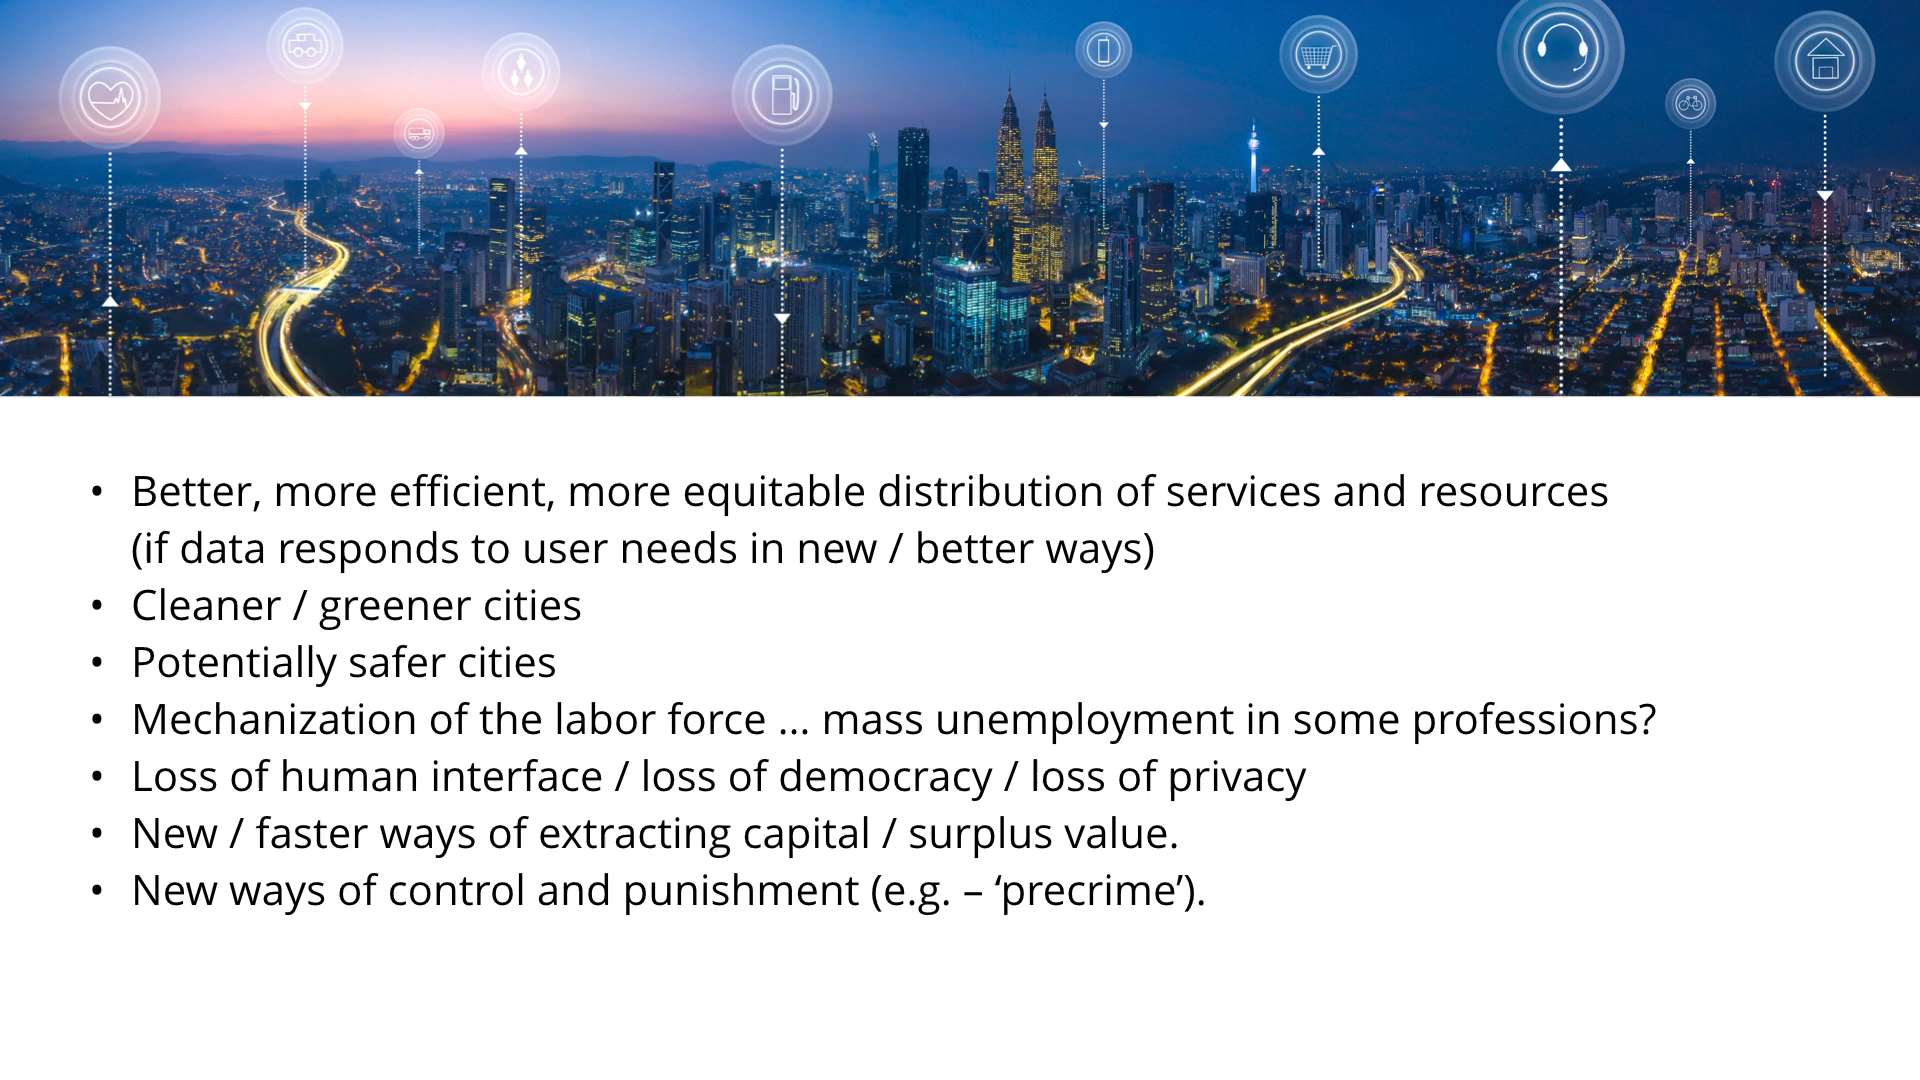 • Better, more efficient, more equitable distribution of services and resources
(if data responds to user needs in new / better ways)
• Cleaner / greener cities
• Potentially safer cities
• Mechanization of the labor force ... mass unemployment in some professions?
• Loss of human interface / loss of democracy / loss of privacy
• New / faster ways of extracting capital / surplus value.
• New ways of control and punishment (e.g. – ‘precrime’).